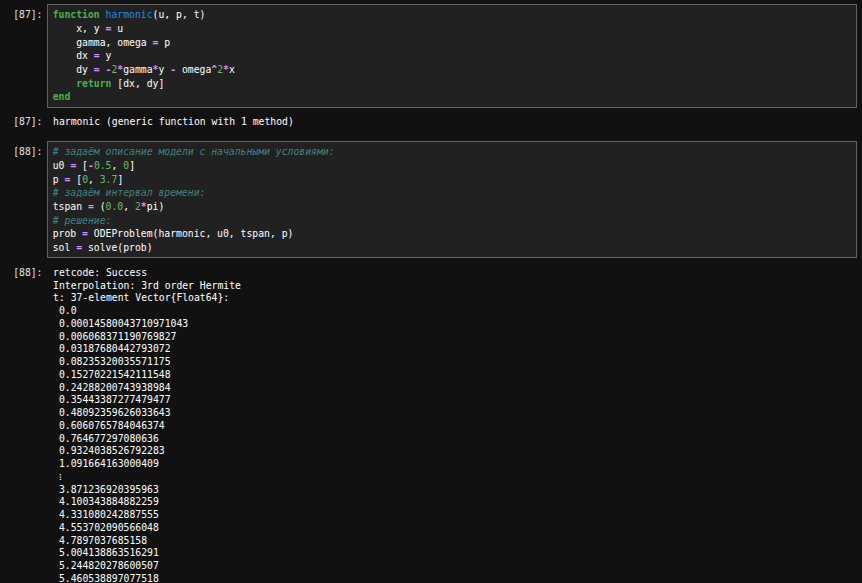 [87]: function harmonic(u, p, t)
x, y = u
gamma, omega = p
dx = y
dy = -2*gamma*y - omega^2*x
return [dx, dy]
end
[87]: harmonic (generic function with 1 method)
[88]: # задаём описание модели с начальными условиями:
u0 = [-0.5, 0]
p = [0, 3.7]
# задаём интервал времени:
tspan = (0.0, 2*pi)
# решение:
prob = ODEProblem(harmonic, u0, tspan, p)
sol = solve(prob)
[88]: retcode: Success
Interpolation: 3rd order Hermite
t: 37-element Vector{Float64}:
0.0
0.00014580043710971043
0.006068371190769827
0.03187680442793072
0.08235320035571175
0.15270221542111548
0.24288200743938984
0.35443387277479477
0.48092359626033643
0.6060765784046374
0.764677297080636
0.9324038526792283
1.091664163000409
⋮
3.871236920395963
4.100343884882259
4.331080242887555
4.553702090566048
4.7897037685158
5.004138863516291
5.244820278600507
5.460538897077518